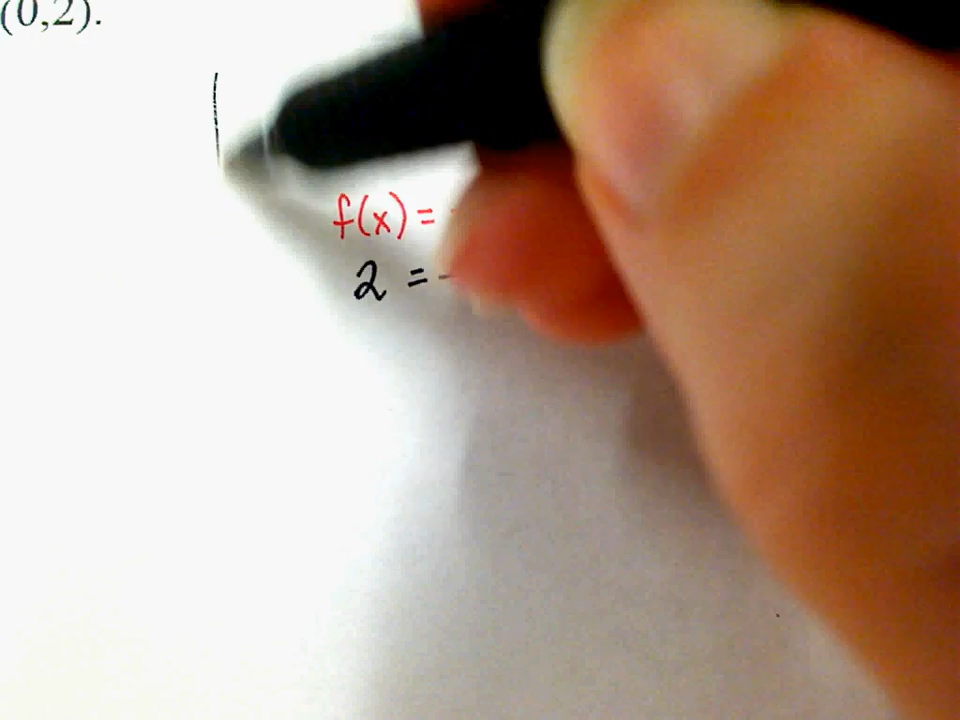 (0,2).
f(x) =
2 = -